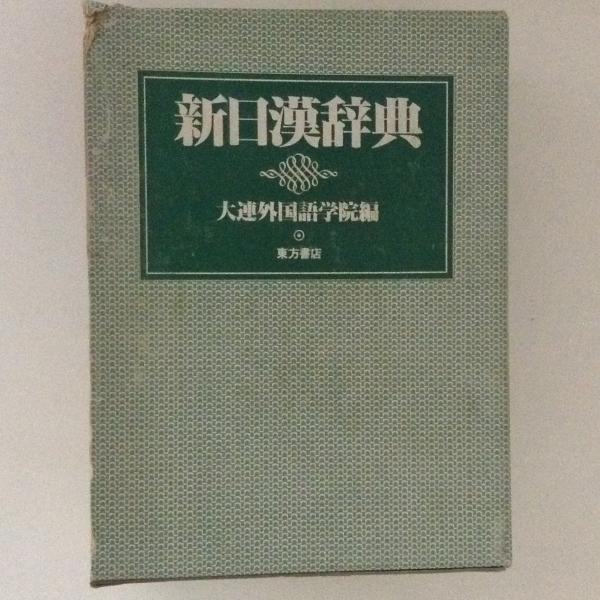 新日漢辞典
大連外国語学院編
東方書店